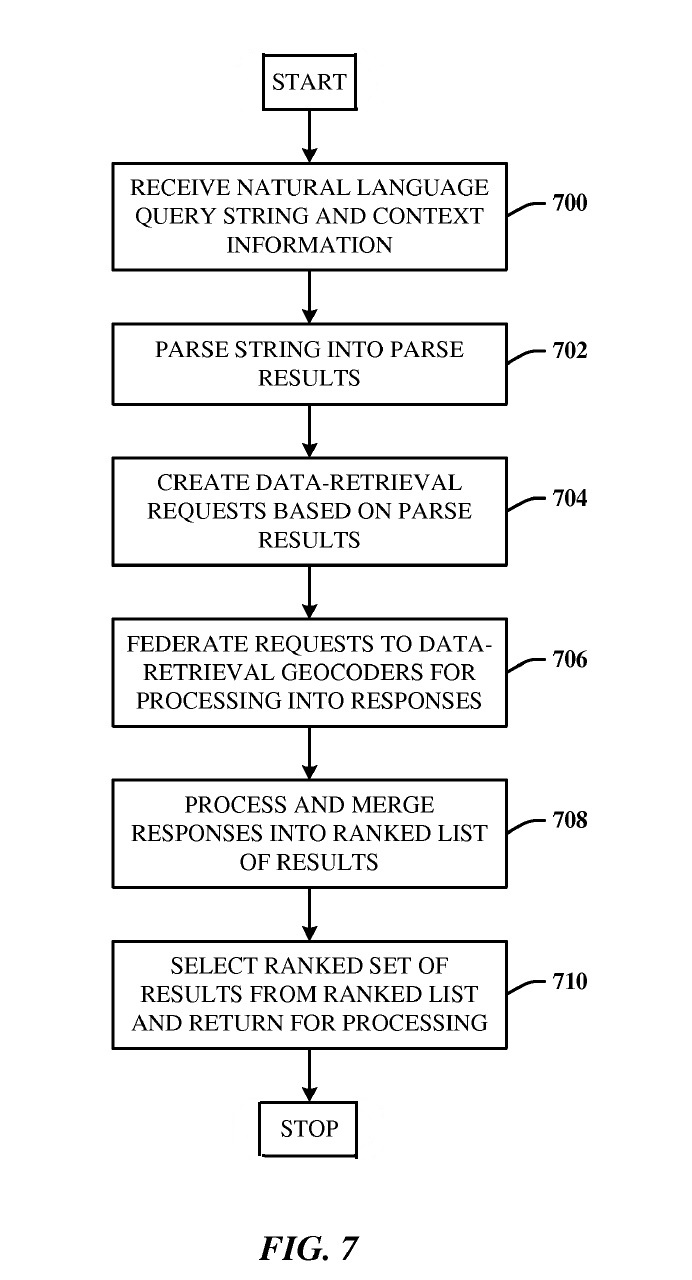 START
RECEIVE NATURAL LANGUAGE
QUERY STRING AND CONTEXT
INFORMATION
700
PARSE STRING INTO PARSE
RESULTS
702
CREATE DATA-RETRIEVAL
REQUESTS BASED ON PARSE
RESULTS
704
FEDERATE REQUESTS TO DATA-
RETRIEVAL GEOCODERS FOR
PROCESSING INTO RESPONSES
706
PROCESS AND MERGE
RESPONSES INTO RANKED LIST
OF RESULTS
708
SELECT RANKED SET OF
RESULTS FROM RANKED LIST
AND RETURN FOR PROCESSING
710
STOP
FIG. 7